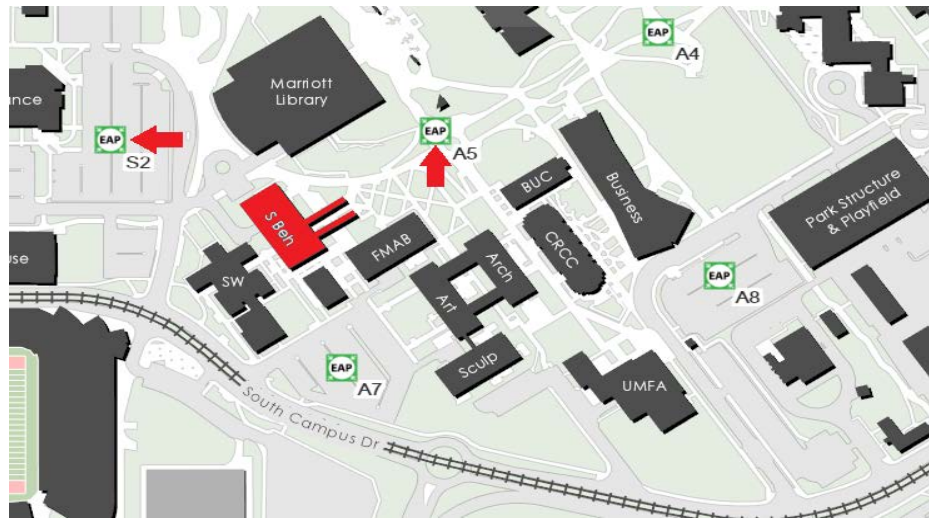 EAP
A4
Marriott
Library
ance
EAP
S2
EAP
A5
BUC
Business
Park Structure
& Playfield
S Beh
FMAB
CRCC
Arch
use
SW
EAP
A8
Art
Sculp
EAP
A7
UMFA
South Campus Dr